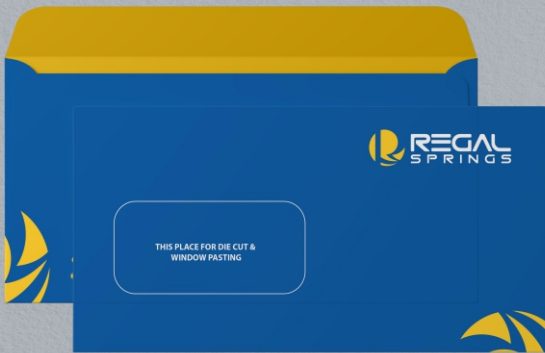 REGAL
SPRINGS
THIS PLACE FOR DIE CUT &
WINDOW PASTING